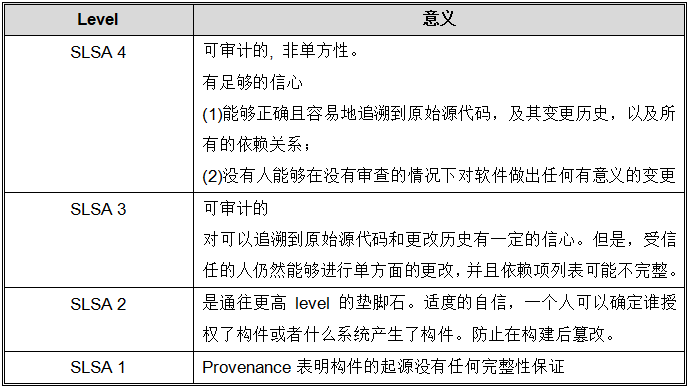 Level 意义
SLSA 4 可审计的, 非单方性。
有足够的信心
(1)能够正确且容易地追溯到原始源代码，及其变更历史，以及所
有的依赖关系；
(2)没有人能够在没有审查的情况下对软件做出任何有意义的变更
SLSA 3 可审计的
对可以追溯到原始源代码和更改历史有一定的信心。但是，受信
任的人仍然能够进行单方面的更改，并且依赖项列表可能不完整。
SLSA 2 是通往更高 level 的垫脚石。适度的自信，一个人可以确定谁授
权了构件或者什么系统产生了构件。防止在构建后篡改。
SLSA 1 Provenance 表明构件的起源没有任何完整性保证